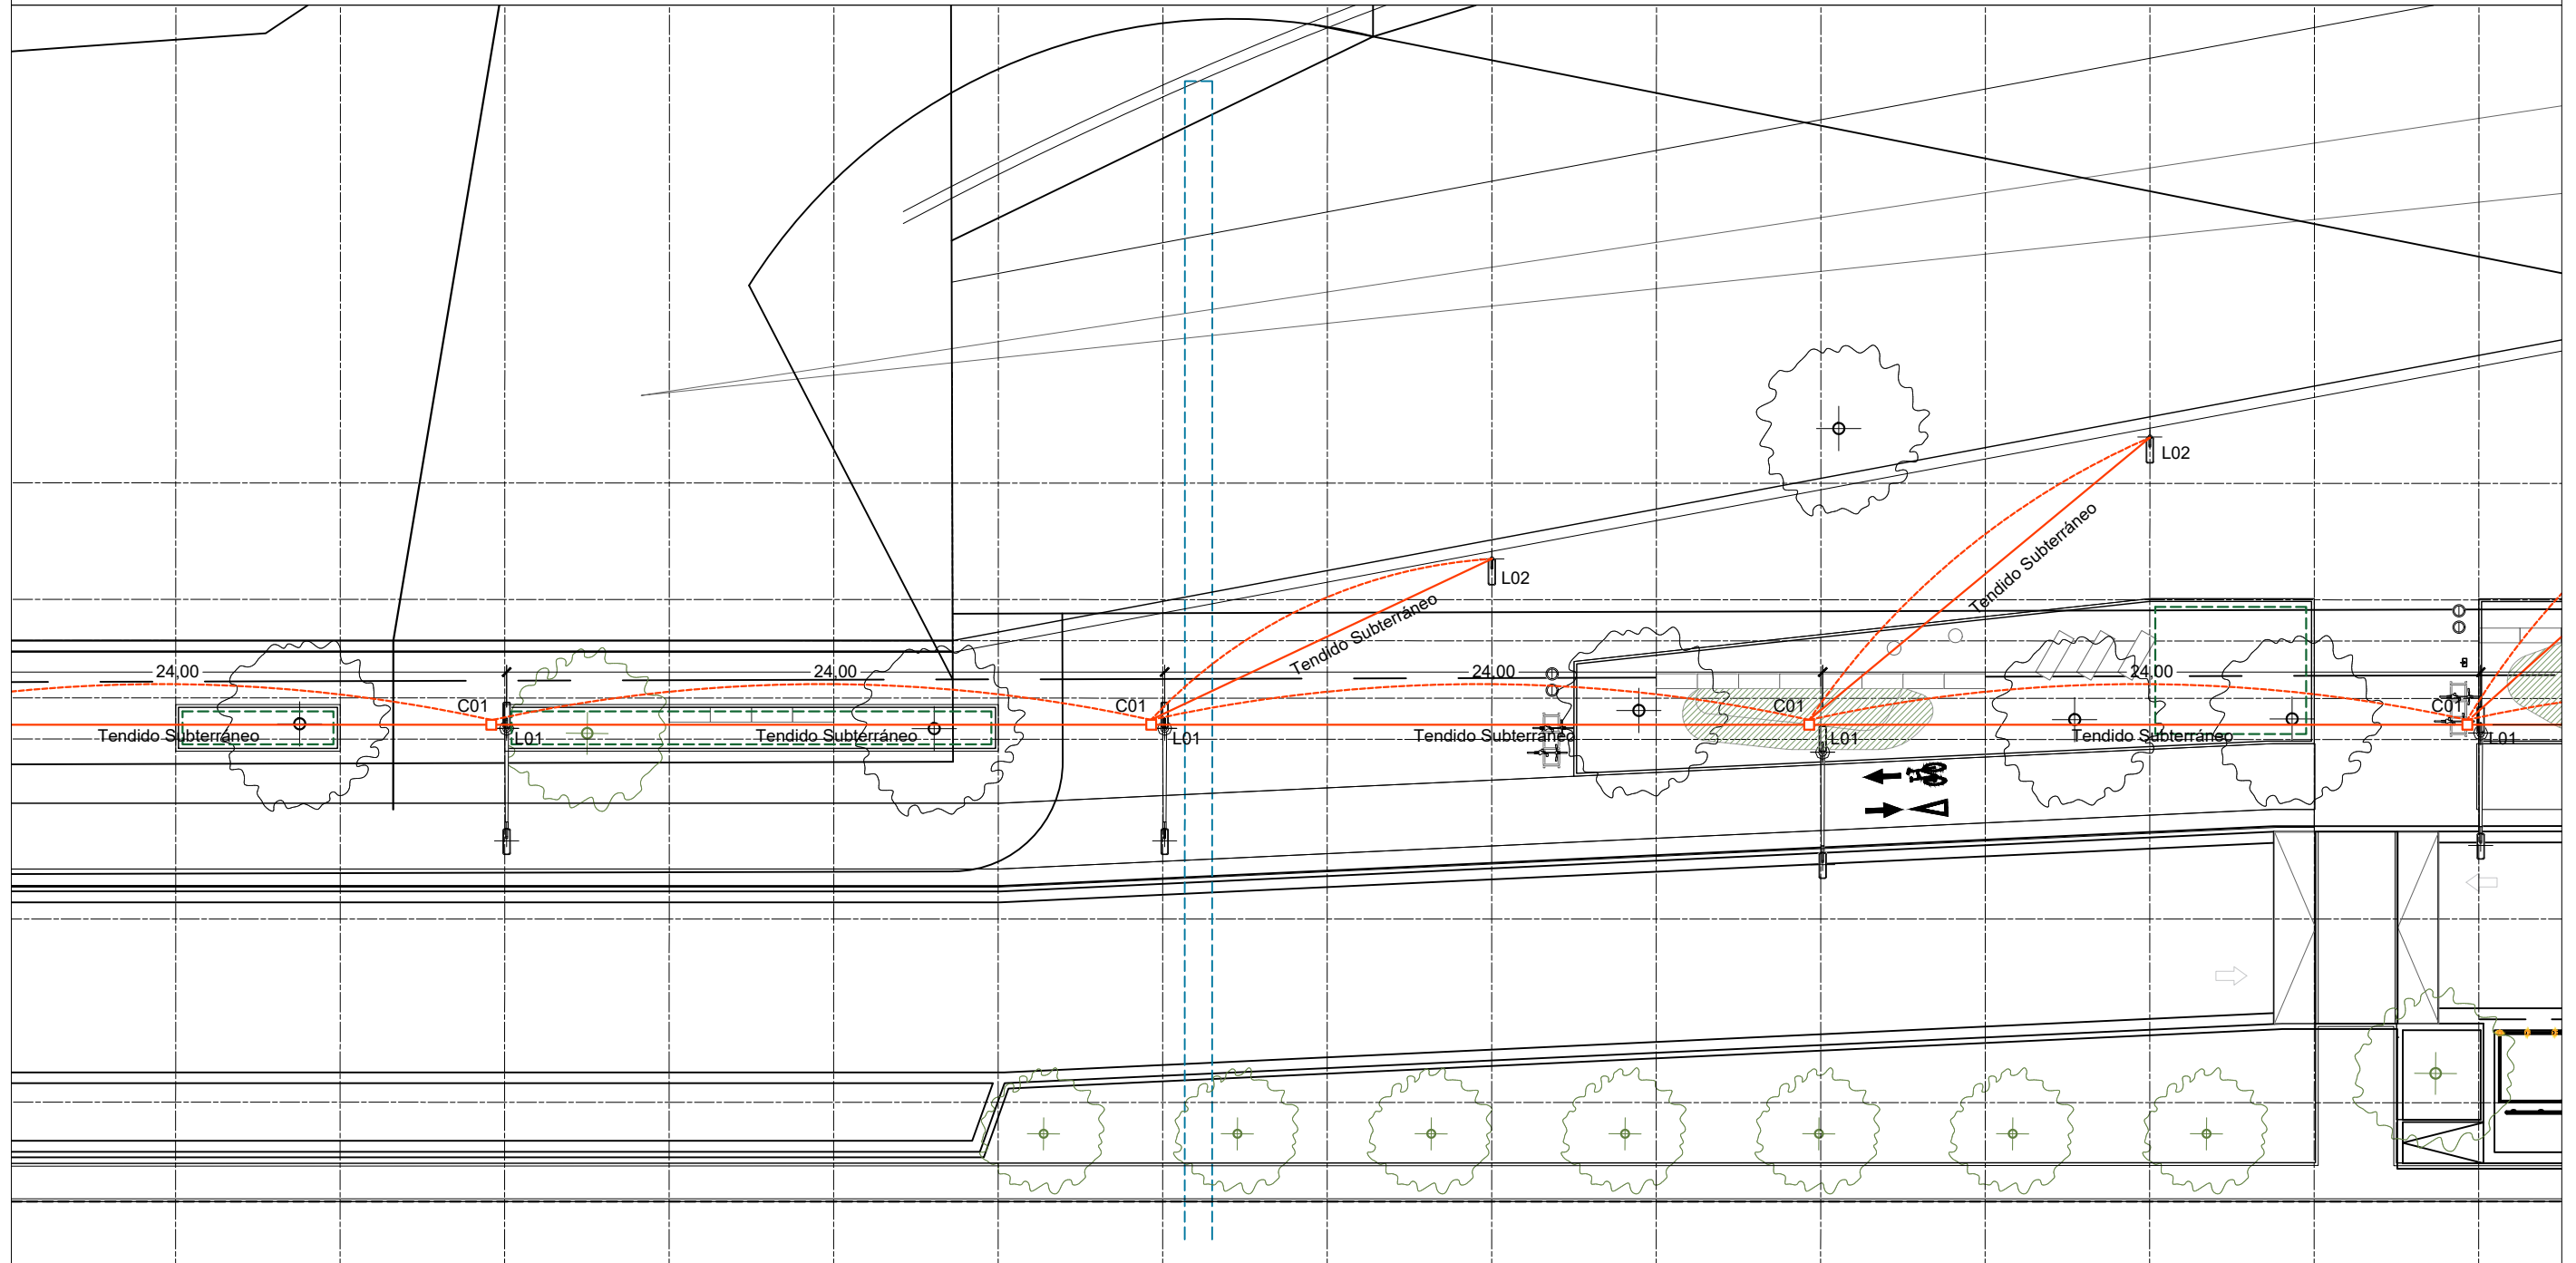 L02
L02
Tendido Subterráneo
Tendido Subterráneo
24,00
24,00
24,00
24,00
C01
C01
C01
C01
L01
L01
L01
L01
Tendido Subterráneo
Tendido Subterráneo
Tendido Subterráneo
Tendido Subterráneo